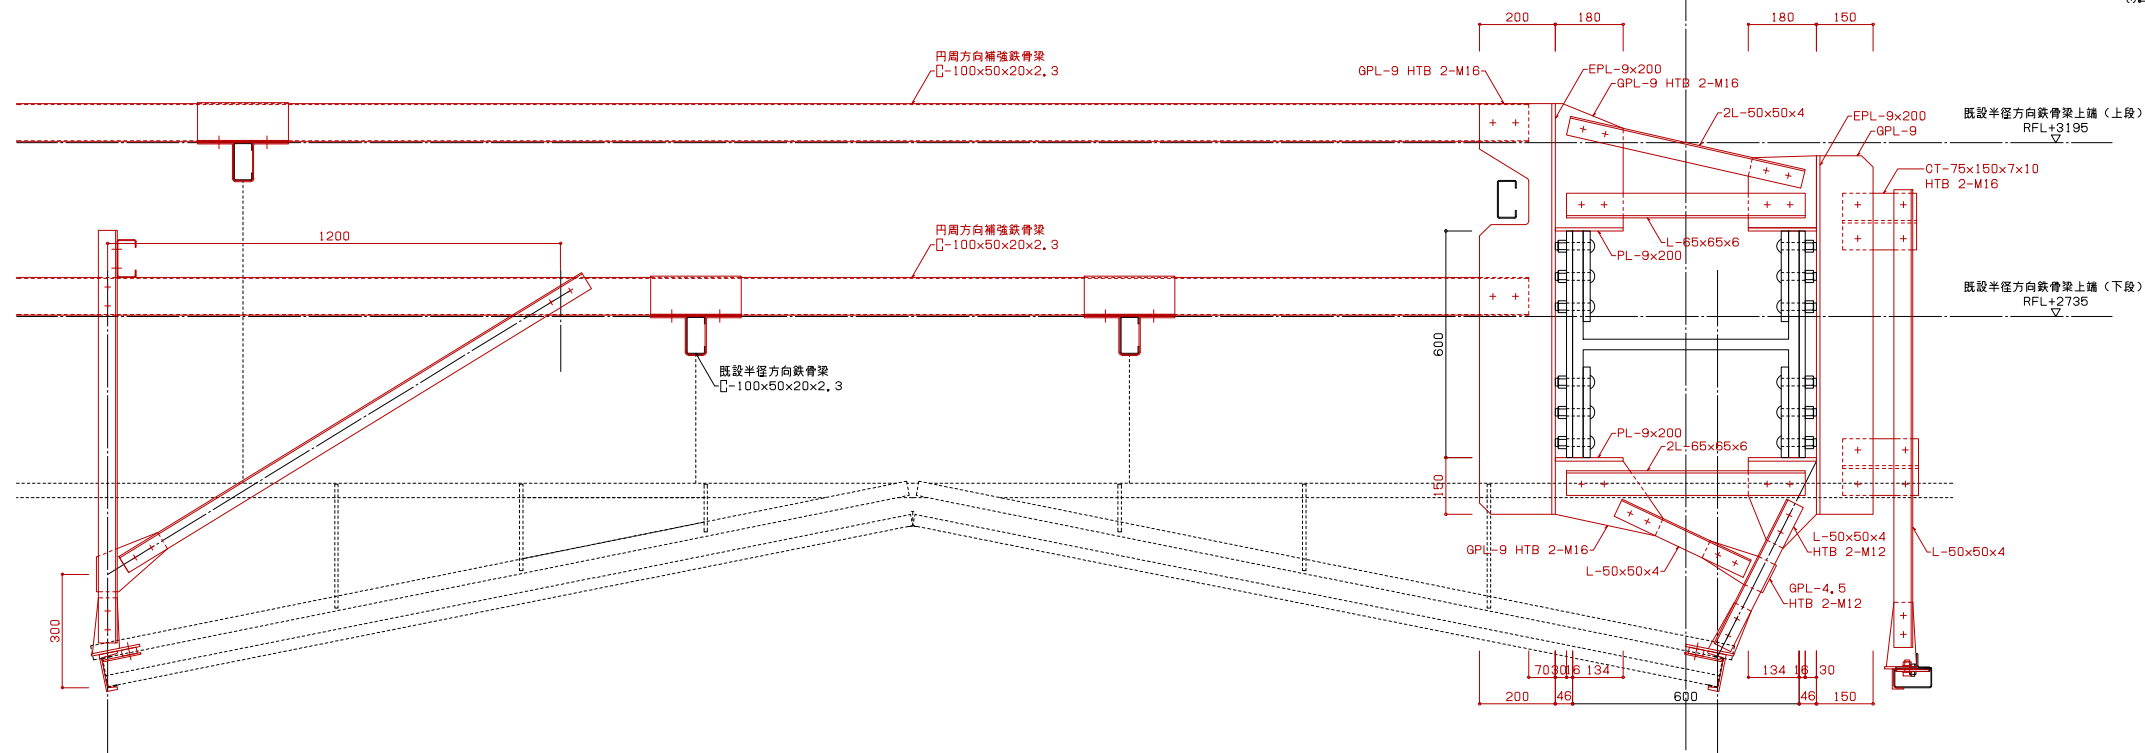 200
180
180
150
円周方向補強鉄骨梁
[-100x50x20x2.3
GPL-9 HTB 2-M16
EPL-9x200
GPL-9 HTB 2-M16
2L-50x50x4
EPL-9x200
GPL-9
既設半径方向鉄骨梁上端(上段)
RFL+3195
CT-75x150x7x10
HTB 2-M16
1200
円周方向補強鉄骨梁
[-100x50x20x2.3
L-65x65x6
PL-9x200
既設半径方向鉄骨梁上端(下段)
RFL+2735
600
既設半径方向鉄骨梁
[-100x50x20x2.3
PL-9x200
2L-65x65x6
150
GPL-9 HTB 2-M16
L-50x50x4
L-50x50x4
HTB 2-M12
L-50x50x4
GPL-4.5
HTB 2-M12
300
70
30
16
134
134
16
30
200
46
600
46
150